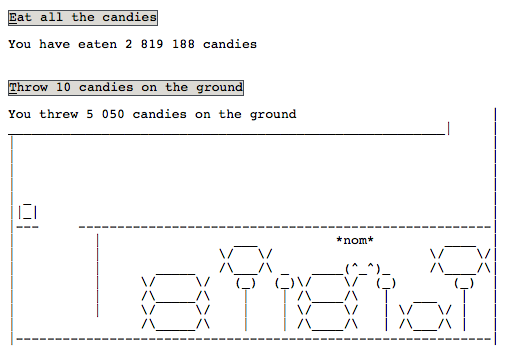 Eat all the candies
You have eaten 2 819 188 candies
Throw 10 candies on the ground
You threw 5 050 candies on the ground
*nom*